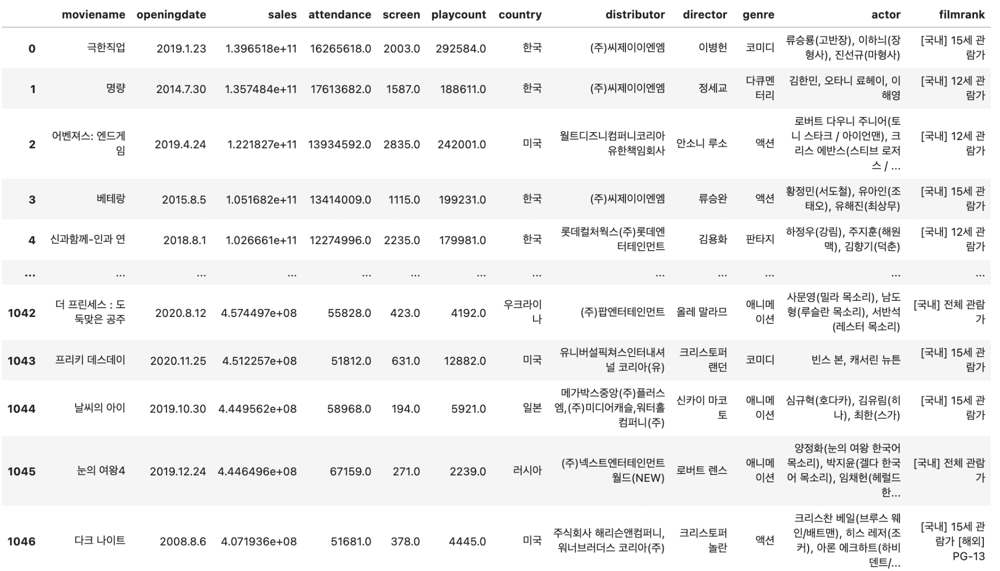 moviename openingdate sales attendance screen playcount country distributor director genre actor filmrank
0 극한직업 2019.1.23 1.396518e+11 16265618.0 2003.0 292584.0 한국 (주)씨제이이엔엠 이병헌 코미디 류승룡(고반장), 이하늬(장 [국내] 15세 관
형사), 진선규(마형사) 람가
1 명량 2014.7.30 1.357484e+11 17613682.0 1587.0 188611.0 한국 (주)씨제이이엔엠 정세교 다큐멘 김한민, 오타니 료헤이, 이 [국내] 12세 관
터리 해영 람가
로버트 다우니 주니어(토
2 어벤져스: 엔드게 2019.4.24 1.221827e+11 13934592.0 2835.0 242001.0 미국 월트디즈니컴퍼니코리아 안소니 루소 액션 니 스타크 / 아이언맨), 크 [국내] 12세 관
임 유한책임회사 리스 에반스(스티브 로저 람가
스 / ...
3 베테랑 2015.8.5 1.051682e+11 13414009.0 1115.0 199231.0 한국 (주)씨제이이엔엠 류승완 액션 황정민(서도철), 유아인(조 [국내] 15세 관
태오), 유해진(최상무) 람가
4 신과함께-인과 연 2018.8.1 1.026661e+11 12274996.0 2235.0 179981.0 한국 롯데컬처웍스(주)롯데엔 김용화 판타지 하정우(강림), 주지훈(해원 [국내] 12세 관
터테인먼트 맥), 김향기(덕춘) 람가
... ... ... ... ... ... ... ... ... ... ... ... ...
더 프린세스 : 도 우크라이 애니메 사문영(밀라 목소리), 남도 [국내] 전체 관람
1042 둑맞은 공주 2020.8.12 4.574497e+08 55828.0 423.0 4192.0 나 (주)팝엔터테인먼트 올레 말라므 이션 형(루슬란 목소리), 서반석 가
(레스터 목소리)
1043 프리키 데스데이 2020.11.25 4.512257e+08 51812.0 631.0 12882.0 미국 유니버설픽쳐스인터내셔 크리스토퍼 코미디 빈스 본, 캐서린 뉴튼 [국내] 15세 관
널 코리아(유) 랜던 람가
메가박스중앙(주)플러스
1044 날씨의 아이 2019.10.30 4.449562e+08 58968.0 194.0 5921.0 일본 엠,(주)미디어캐슬,워터홀 신카이 마코 애니메 심규혁(호다카), 김유림(히 [국내] 15세 관
컴퍼니(주) 토 이션 나), 최한(스가) 람가
양정화(눈의 여왕 한국어
1045 눈의 여왕4 2019.12.24 4.446496e+08 67159.0 271.0 2239.0 러시아 (주)넥스트엔터테인먼트 로버트 렌스 애니메 목소리), 박지윤(겔다 한국 [국내] 전체 관람
월드(NEW) 이션 어 목소리), 임채헌(헤럴드 가
한...
크리스찬 베일(브루스 웨
1046 다크 나이트 2008.8.6 4.071936e+08 51681.0 378.0 4445.0 미국 주식회사 해리슨앤컴퍼니, 크리스토퍼 액션 인/배트맨), 히스 레저(조 [국내] 15세 관
워너브러더스 코리아(주) 놀란 커), 아론 에크하트(하비 람가 [해외]
덴트/... PG-13